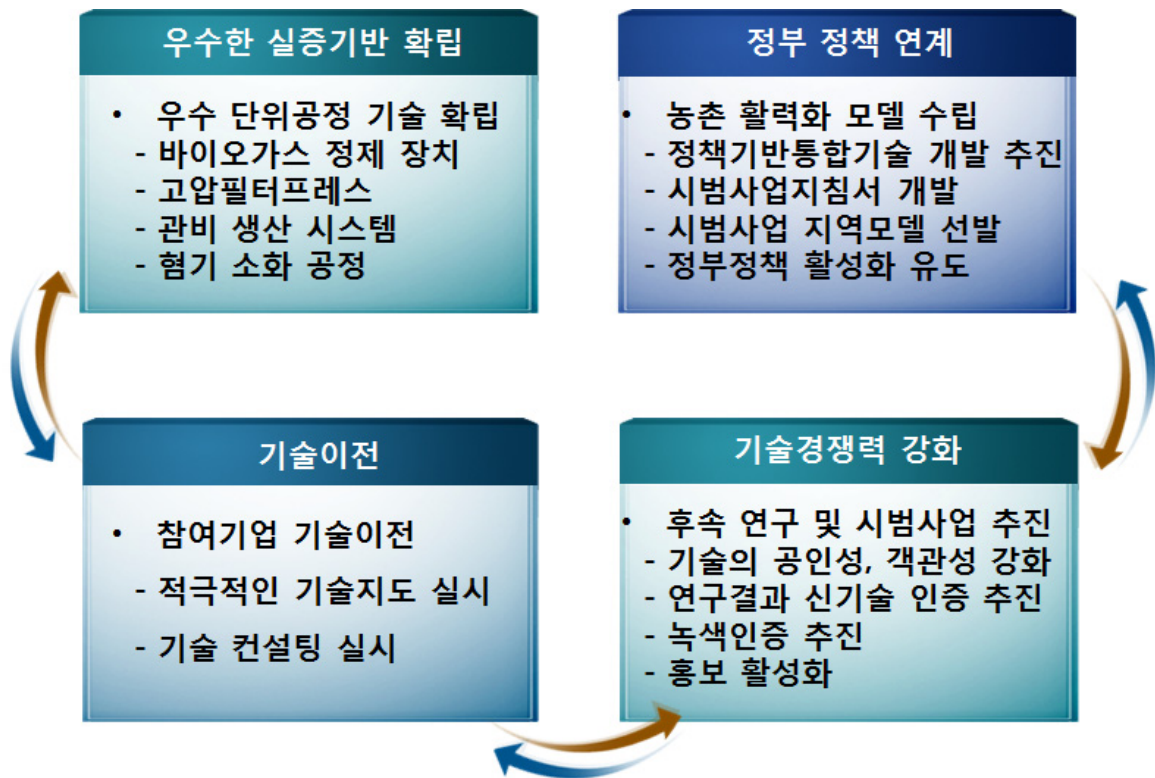 우수한 실증기반 확립
• 우수 단위공정 기술 확립
- 바이오가스 정제 장치
- 고압필터프레스
- 관비 생산 시스템
- 혐기 소화 공정
정부 정책 연계
• 농촌 활력화 모델 수립
- 정책기반통합기술 개발 추진
- 시범사업지침서 개발
- 시범사업 지역모델 선발
- 정부정책 활성화 유도
기술이전
• 참여기업 기술이전
- 적극적인 기술지도 실시
- 기술 컨설팅 실시
기술경쟁력 강화
• 후속 연구 및 시범사업 추진
- 기술의 공인성, 객관성 강화
- 연구결과 신기술 인증 추진
- 녹색인증 추진
- 홍보 활성화